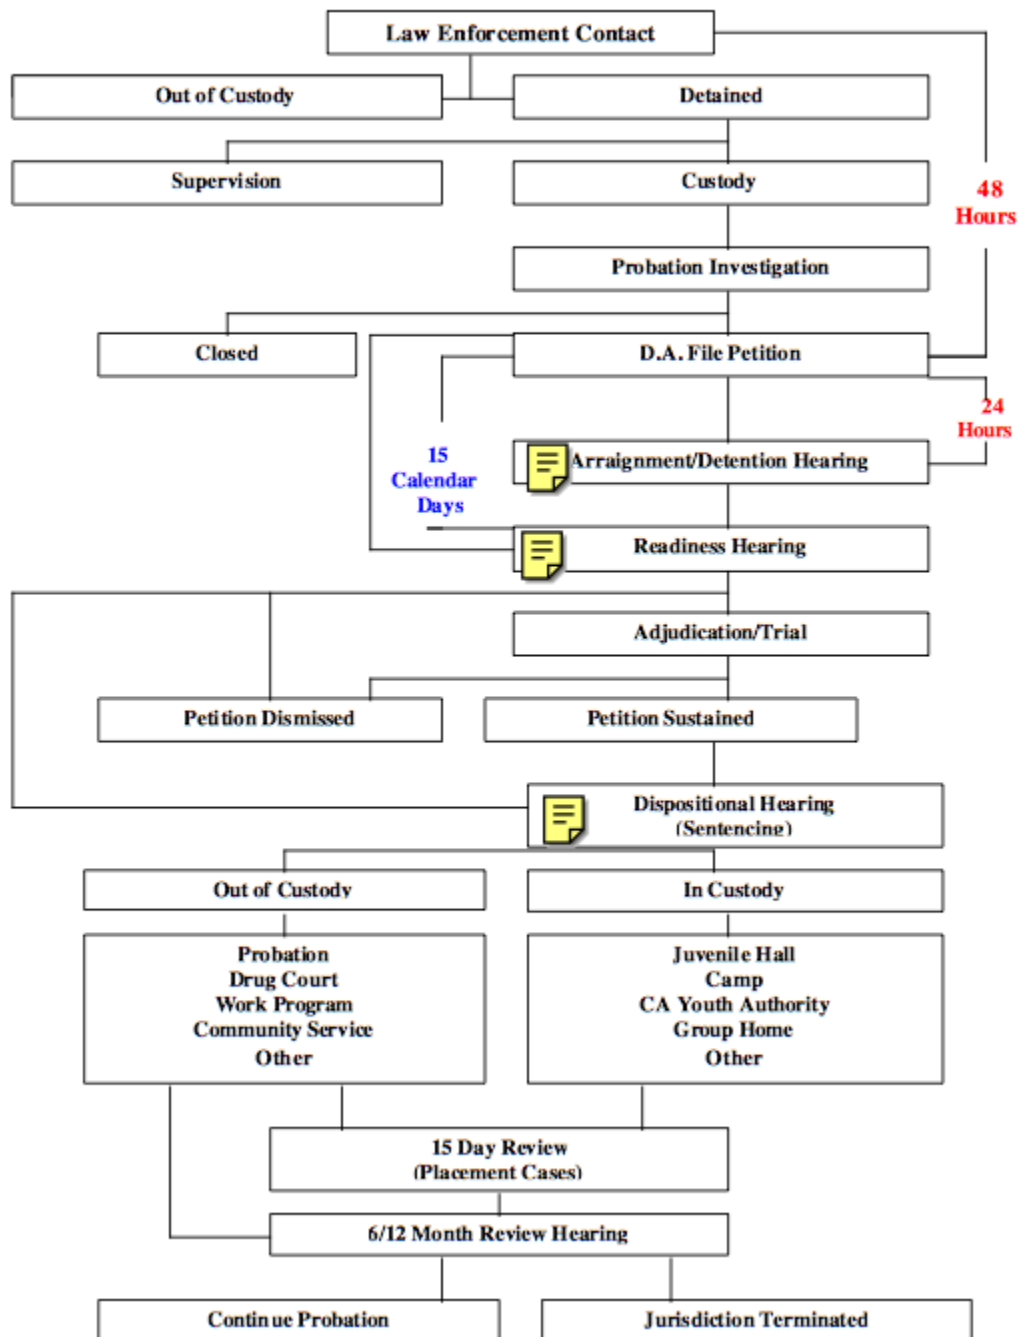 Law Enforcement Contact
Out of Custody
Detained
Supervision
Custody
48
Hours
Probation Investigation
Closed
D.A. File Petition
24
Hours
15
Calendar
Days
Arraignment/Detention Hearing
Readiness Hearing
Adjudication/Trial
Petition Dismissed
Petition Sustained
Dispositional Hearing
(Sentencing)
Out of Custody
In Custody
Probation
Drug Court
Work Program
Community Service
Other
Juvenile Hall
Camp
CA Youth Authority
Group Home
Other
15 Day Review
(Placement Cases)
6/12 Month Review Hearing
Continue Probation
Jurisdiction Terminated